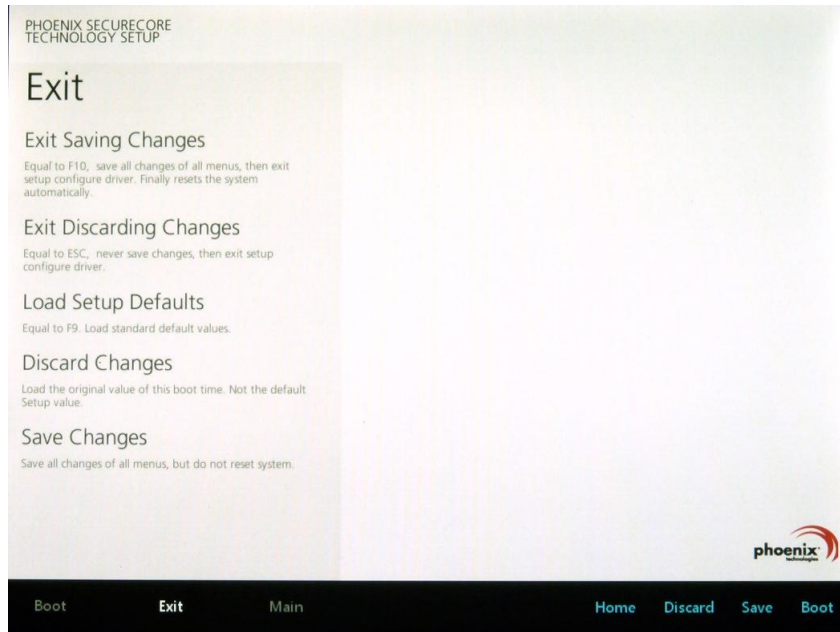 PHOENIX SECURECORE
TECHNOLOGY SETUP
Exit
Exit Saving Changes
Equal to F10, save all changes of all menus, then exit
setup configure driver. Finally resets the system
automatically.
Exit Discarding Changes
Equal to ESC, never save changes, then exit setup
configure driver.
Load Setup Defaults
Equal to F9. Load standard default values.
Discard Changes
Load the original value of this boot time. Not the default
Setup value.
Save Changes
Save all changes of all menus, but do not reset system.
phoenix
technologies
Boot Exit Main Home Discard Save Boot